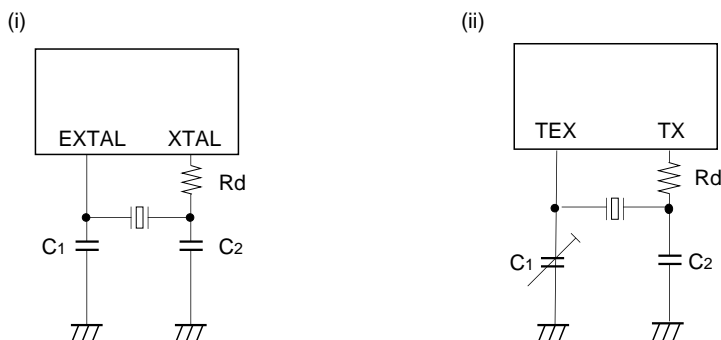 (i)
EXTAL XTAL
Rd
C1 C2
(ii)
TEX TX
Rd
C1 C2